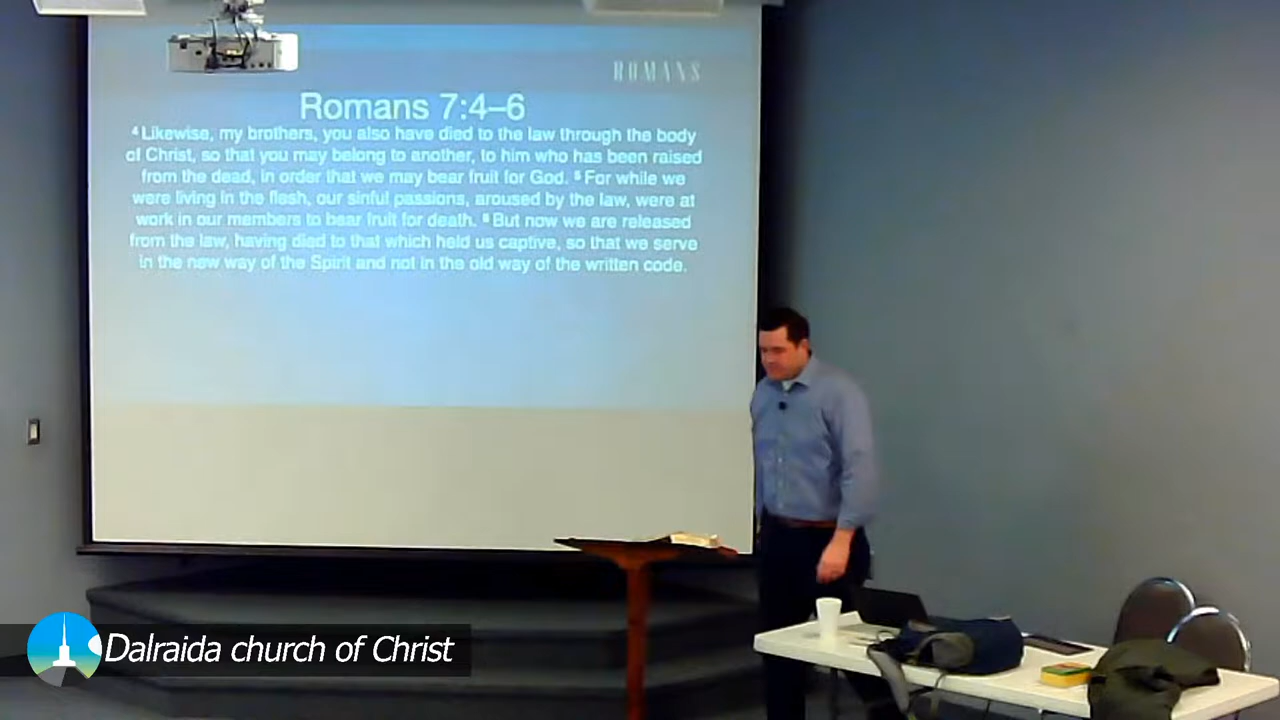 ROMANS
Romans 7:4–6
4 Likewise, my brothers, you also have died to the law through the body
of Christ, so that you may belong to another, to him who has been raised
from the dead, in order that we may bear fruit for God. 5 For while we
were living in the flesh, our sinful passions, aroused by the law, were at
work in our members to bear fruit for death. 6 But now we are released
from the law, having died to that which held us captive, so that we serve
in the new way of the Spirit and not in the old way of the written code.
Dalraida church of Christ